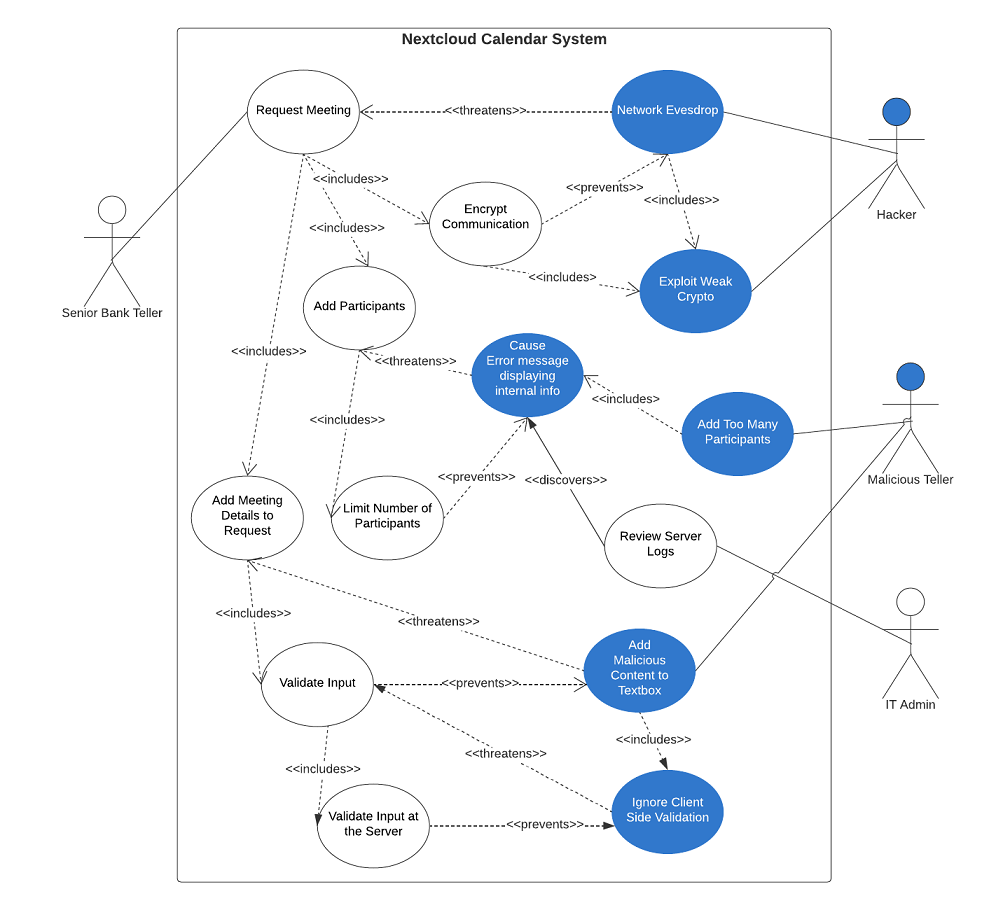 Nextcloud Calendar System
Request Meeting
<<threatens>>
Network Evesdrop
<<includes>>
<<prevents>>
<<includes>>
Encrypt
Communication
<<includes>>
Hacker
<<includes>
Exploit Weak
Crypto
Add Participants
Senior Bank Teller
<<includes>>
<<threatens>>
Cause
Error message
displaying
internal info
<<includes>>
Add Too Many
Participants
<<includes>>
Malicious Teller
<<prevents>>
<<discovers>>
Add Meeting
Details to
Request
Limit Number of
Participants
Review Server
Logs
<<includes>>
<<threatens>>
Add
Malicious
Content to
Textbox
Validate Input
<<prevents>>
IT Admin
<<includes>>
<<threatens>>
<<includes>>
Ignore Client
Side Validation
Validate Input at
the Server
<<prevents>>